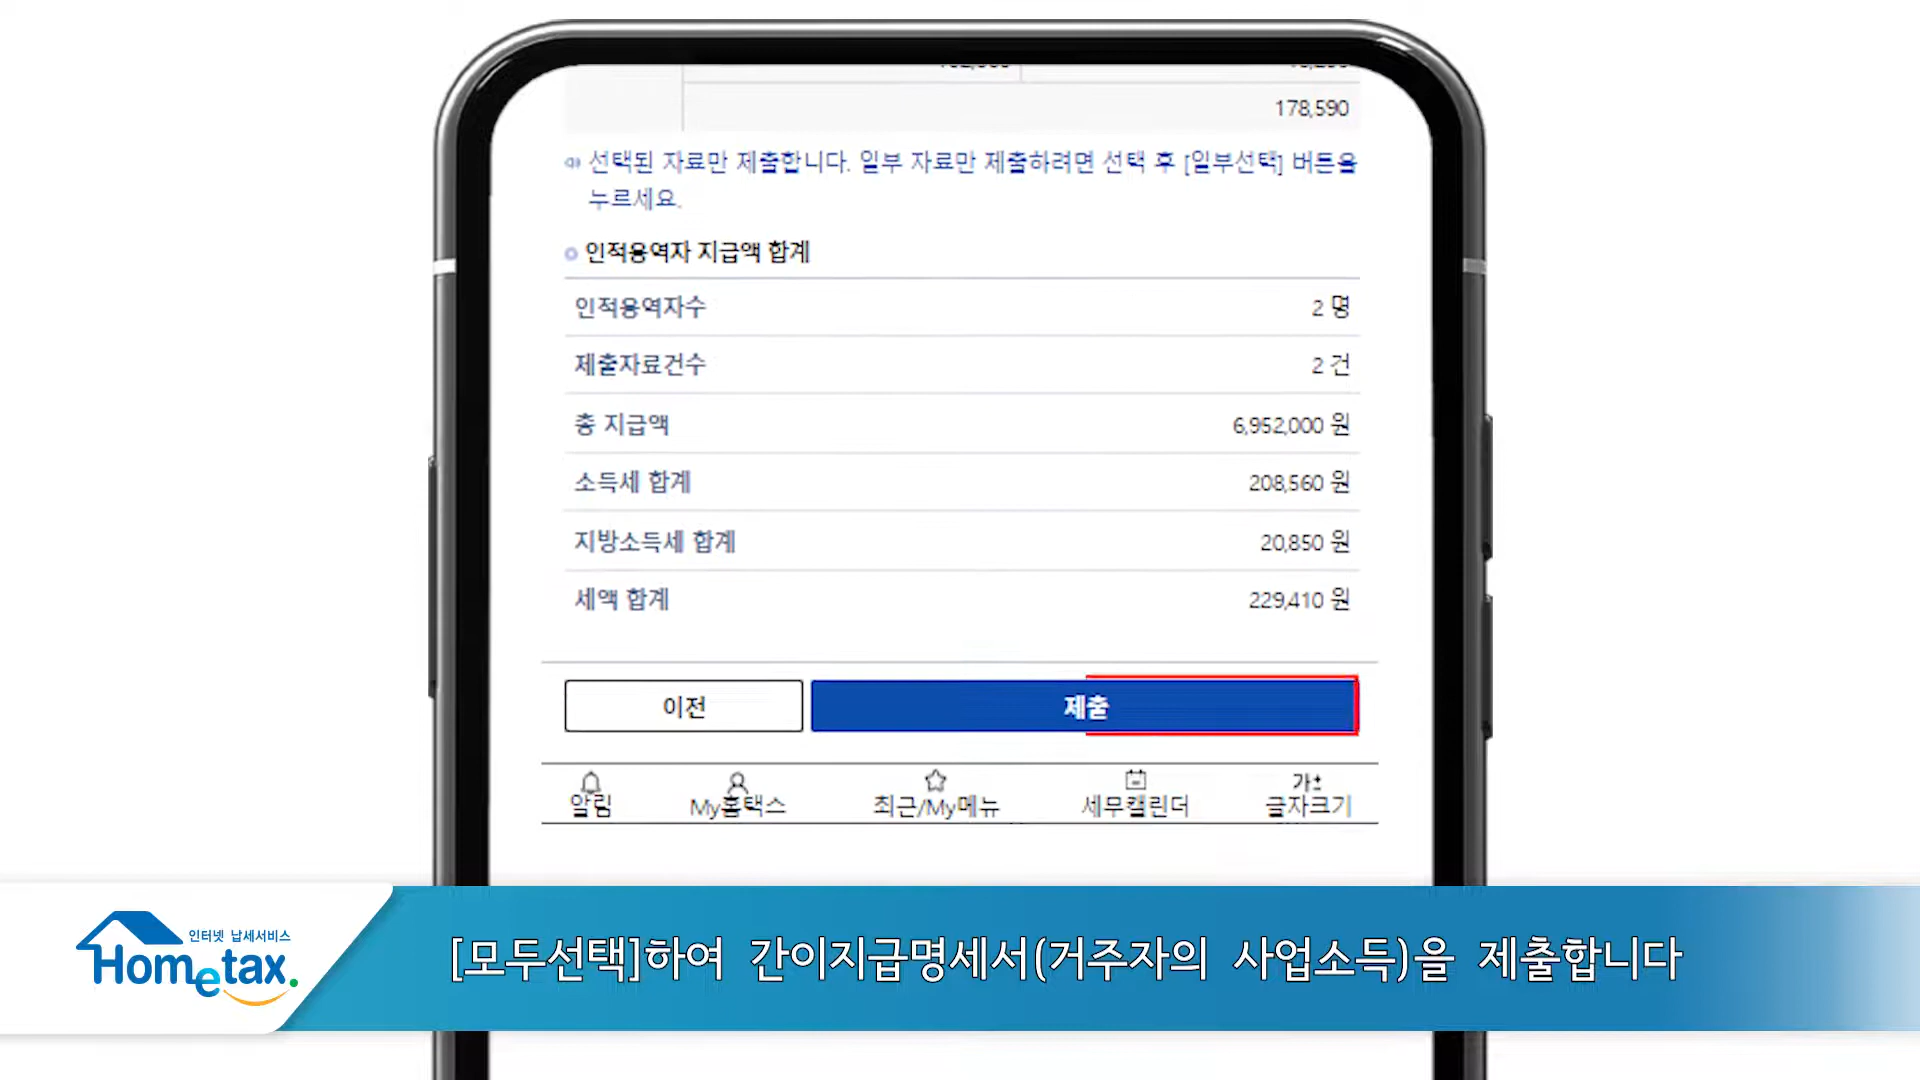 178,590
선택된 자료만 제출합니다. 일부 자료만 제출하려면 선택 후 [일부선택] 버튼을
누르세요.
인적용역자 지급액 합계
인적용역자수 2 명
제출자료건수 2 건
총 지급액 6,952,000 원
소득세 합계 208,560 원
지방소득세 합계 20,850 원
세액 합계 229,410 원
이전 제출
가±
알림 My홈택스 최근/My메뉴 세무캘린더 글자크기
인터넷 납세서비스
Hometax.
[모두선택]하여 간이지급명세서(거주자의 사업소득)을 제출합니다